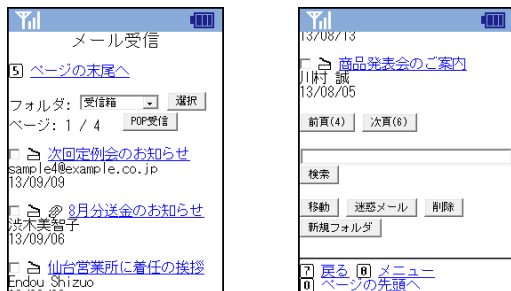 メール受信
5 ページの末尾へ
フォルダ: 受信箱 選択
ページ: 1 / 4 POP受信
次回定例会のお知らせ
sample4@example.co.jp
13/09/09
8月分送金のお知らせ
渋木美智子
13/09/06
仙台営業所に着任の挨拶
Endou Shizuo
13/08/13
商品発表会のご案内
川村 誠
13/08/05
前頁(4) 次頁(6)
検索
移動 迷惑メール 削除
新規フォルダ
7 戻る 8 メニュー
0 ページの先頭へ